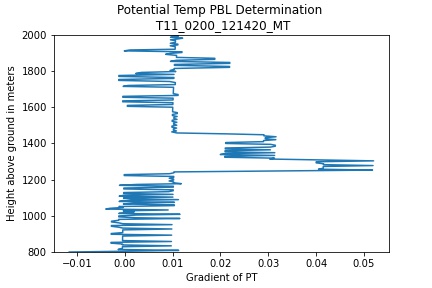 Potential Temp PBL Determination
T11_0200_121420_MT
Height above ground in meters
2000
1800
1600
1400
1200
1000
800
−0.01 0.00 0.01 0.02 0.03 0.04 0.05
Gradient of PT